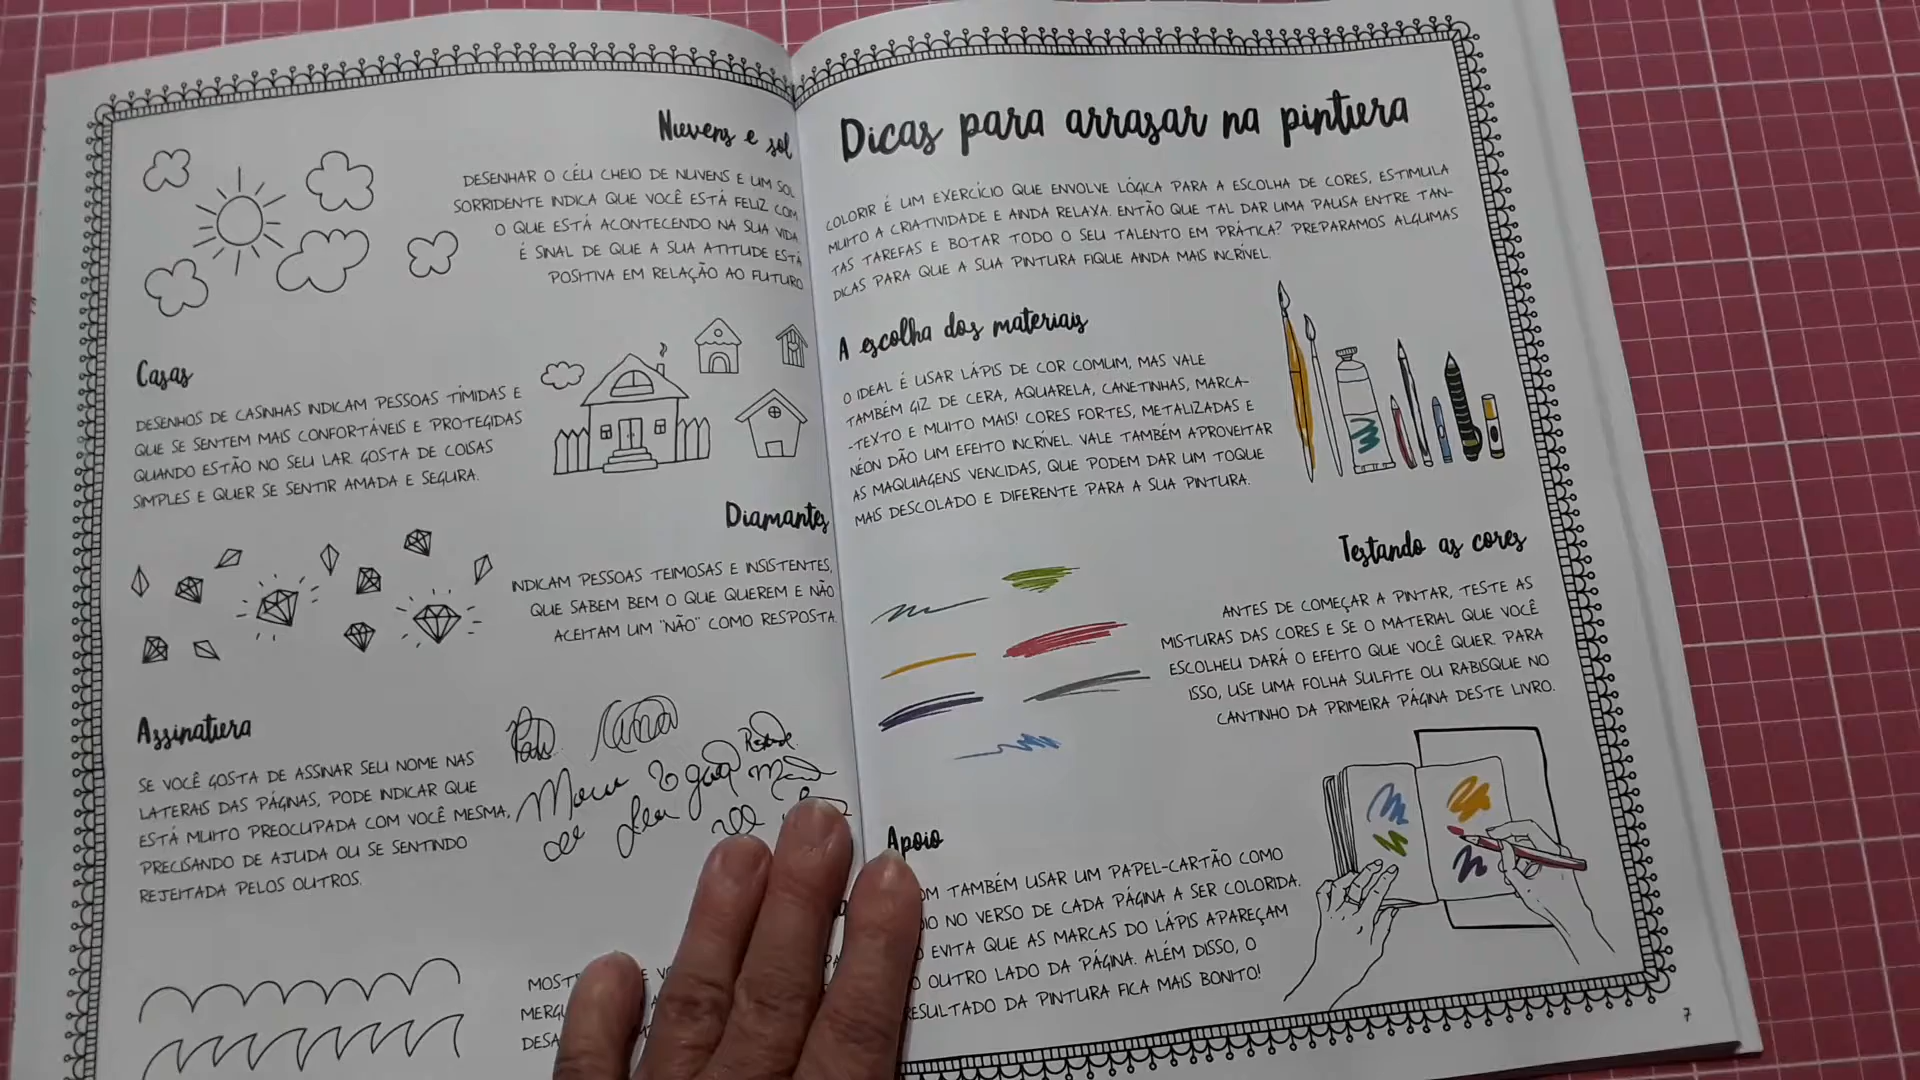 Nuvens e sol
DESENHAR O CÉU CHEIO DE NUVENS E UM SOL
SORRIDENTE INDICA QUE VOCÊ ESTÁ FELIZ COM
O QUE ESTÁ ACONTECENDO NA SUA VIDA.
É SINAL DE QUE A SUA ATITUDE ESTÁ
POSITIVA EM RELAÇÃO AO FUTURO
Casas
DESENHOS DE CASINHAS INDICAM PESSOAS TÍMIDAS E
QUE SE SENTEM MAIS CONFORTÁVEIS E PROTEGIDAS
QUANDO ESTÃO NO SEU LAR. GOSTA DE COISAS
SIMPLES E QUER SE SENTIR AMADA E SEGURA.
Diamantes
INDICAM PESSOAS TEIMOSAS E INSISTENTES,
QUE SABEM BEM O QUE QUEREM E NÃO
ACEITAM UM "NÃO" COMO RESPOSTA.
Assinatura
SE VOCÊ GOSTA DE ASSINAR SEU NOME NAS
LATERAIS DAS PÁGINAS, PODE INDICAR QUE
ESTÁ MUITO PREOCUPADA COM VOCÊ MESMA,
PRECISANDO DE AJUDA OU SE SENTINDO
REJEITADA PELOS OUTROS.
Dicas para arrasar na pintura
COLORIR É UM EXERCÍCIO QUE ENVOLVE LÓGICA PARA A ESCOLHA DE CORES, ESTIMULA
MUITO A CRIATIVIDADE E AINDA RELAXA. ENTÃO QUE TAL DAR UMA PAUSA ENTRE TAN-
TAS TAREFAS E BOTAR TODO O SEU TALENTO EM PRÁTICA? PREPARAMOS ALGUMAS
DICAS PARA QUE A SUA PINTURA FIQUE AINDA MAIS INCRÍVEL.
A escolha dos materiais
O IDEAL É USAR LÁPIS DE COR COMUM, MAS VALE
TAMBÉM GIZ DE CERA, AQUARELA, CANETINHAS, MARCA-
-TEXTO E MUITO MAIS! CORES FORTES, METALIZADAS E
NÉON DÃO UM EFEITO INCRÍVEL. VALE TAMBÉM APROVEITAR
AS MAQUIAGENS VENCIDAS, QUE PODEM DAR UM TOQUE
MAIS DESCOLADO E DIFERENTE PARA A SUA PINTURA.
Testando as cores
ANTES DE COMEÇAR A PINTAR, TESTE AS
MISTURAS DAS CORES E SE O MATERIAL QUE VOCÊ
ESCOLHEU DARÁ O EFEITO QUE VOCÊ QUER. PARA
ISSO, USE UMA FOLHA SULFITE OU RABISQUE NO
CANTINHO DA PRIMEIRA PÁGINA DESTE LIVRO.
Apoio
TAMBÉM USAR UM PAPEL-CARTÃO COMO
NO VERSO DE CADA PÁGINA A SER COLORIDA.
EVITA QUE AS MARCAS DO LÁPIS APAREÇAM
O OUTRO LADO DA PÁGINA. ALÉM DISSO, O
RESULTADO DA PINTURA FICA MAIS BONITO!
7